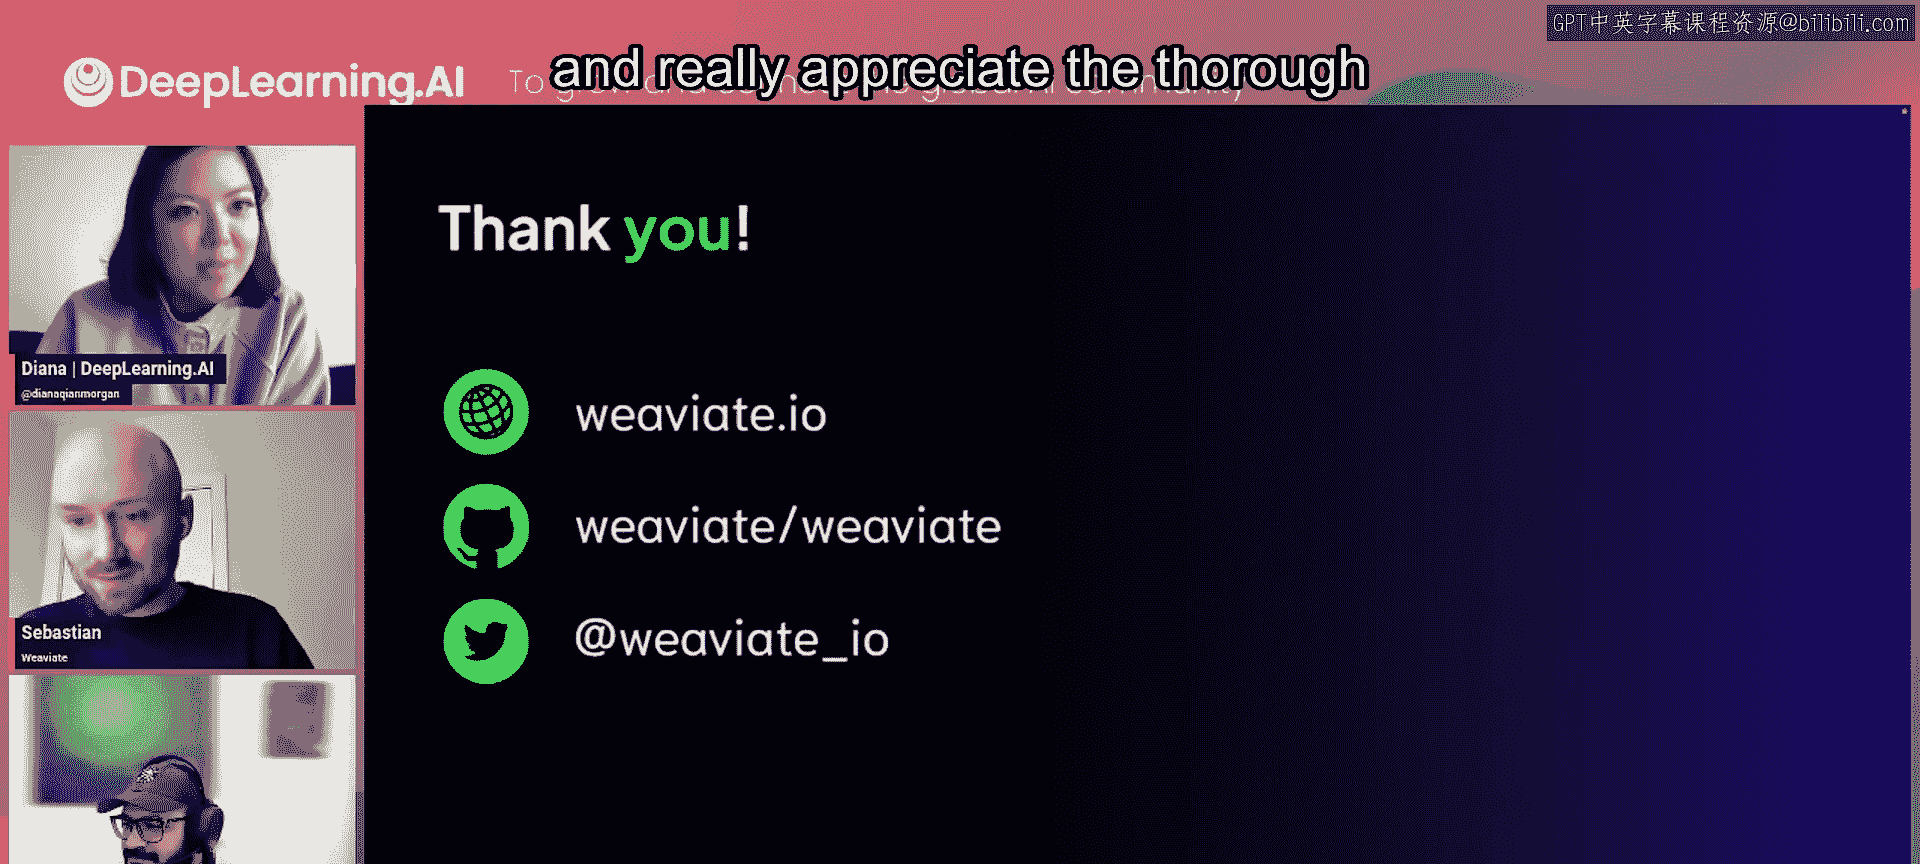 GPT中英字幕课程资源@bilibili.com
and really appreciate the thorough
DeepLearning.AI
To
Thank you!
weaviate.io
weaviate/weaviate
@weaviate_io
Diana | DeepLearning.AI
@dianaqianmorgan
Sebastian
Weaviate